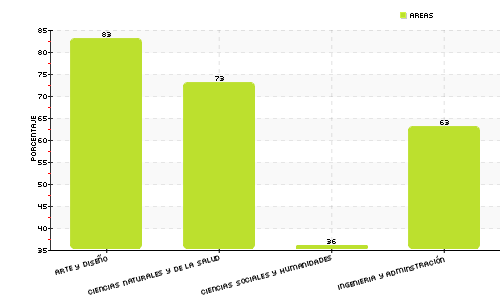 AREAS
85
83
80
75
73
70
65
63
60
55
50
45
40
36
35
PORCENTAJE
ARTE Y DISEÑO
CIENCIAS NATURALES Y DE LA SALUD
CIENCIAS SOCIALES Y HUMANIDADES
INGENIERIA Y ADMINSTRACIÓN